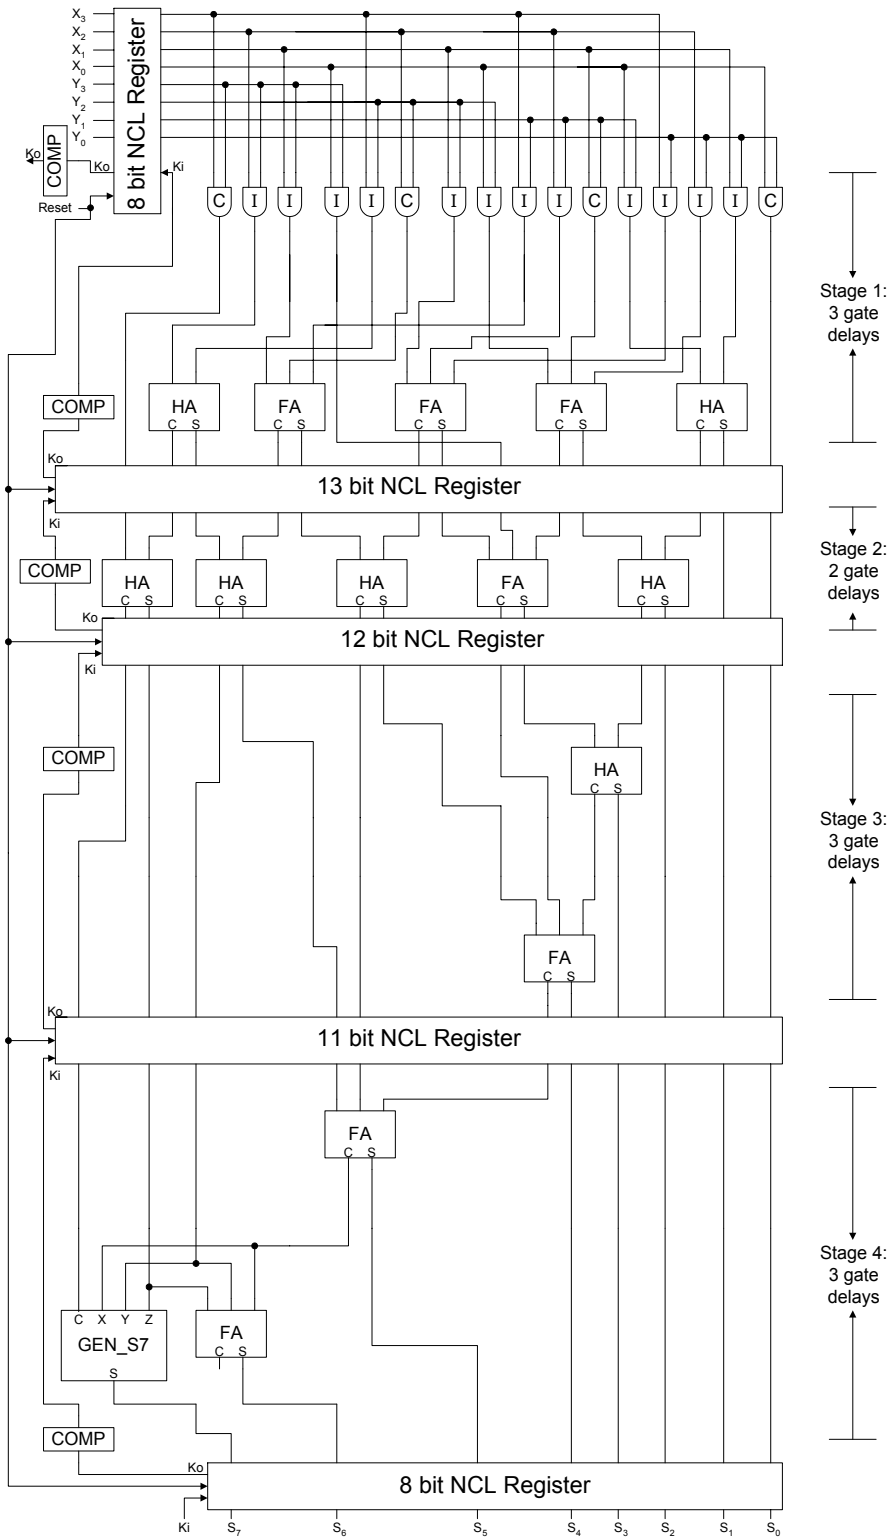 X3
X2
X1
X0
Y3
Y2
Y1
Y0
8 bit NCL Register
Ko
COMP
Ko
Ki
Reset
C I I I I C I I I I C I I I I C
Stage 1:
3 gate
delays
COMP
HA
C S
FA
C S
FA
C S
FA
C S
HA
C S
Ko
13 bit NCL Register
Ki
Stage 2:
2 gate
delays
COMP
HA
C S
HA
C S
HA
C S
FA
C S
HA
C S
Ko
12 bit NCL Register
Ki
COMP
HA
C S
Stage 3:
3 gate
delays
FA
C S
Ko
11 bit NCL Register
Ki
FA
C S
Stage 4:
3 gate
delays
C X Y Z
GEN_S7
S
FA
C S
COMP
Ko
8 bit NCL Register
Ki
S7 S6 S5 S4 S3 S2 S1 S0